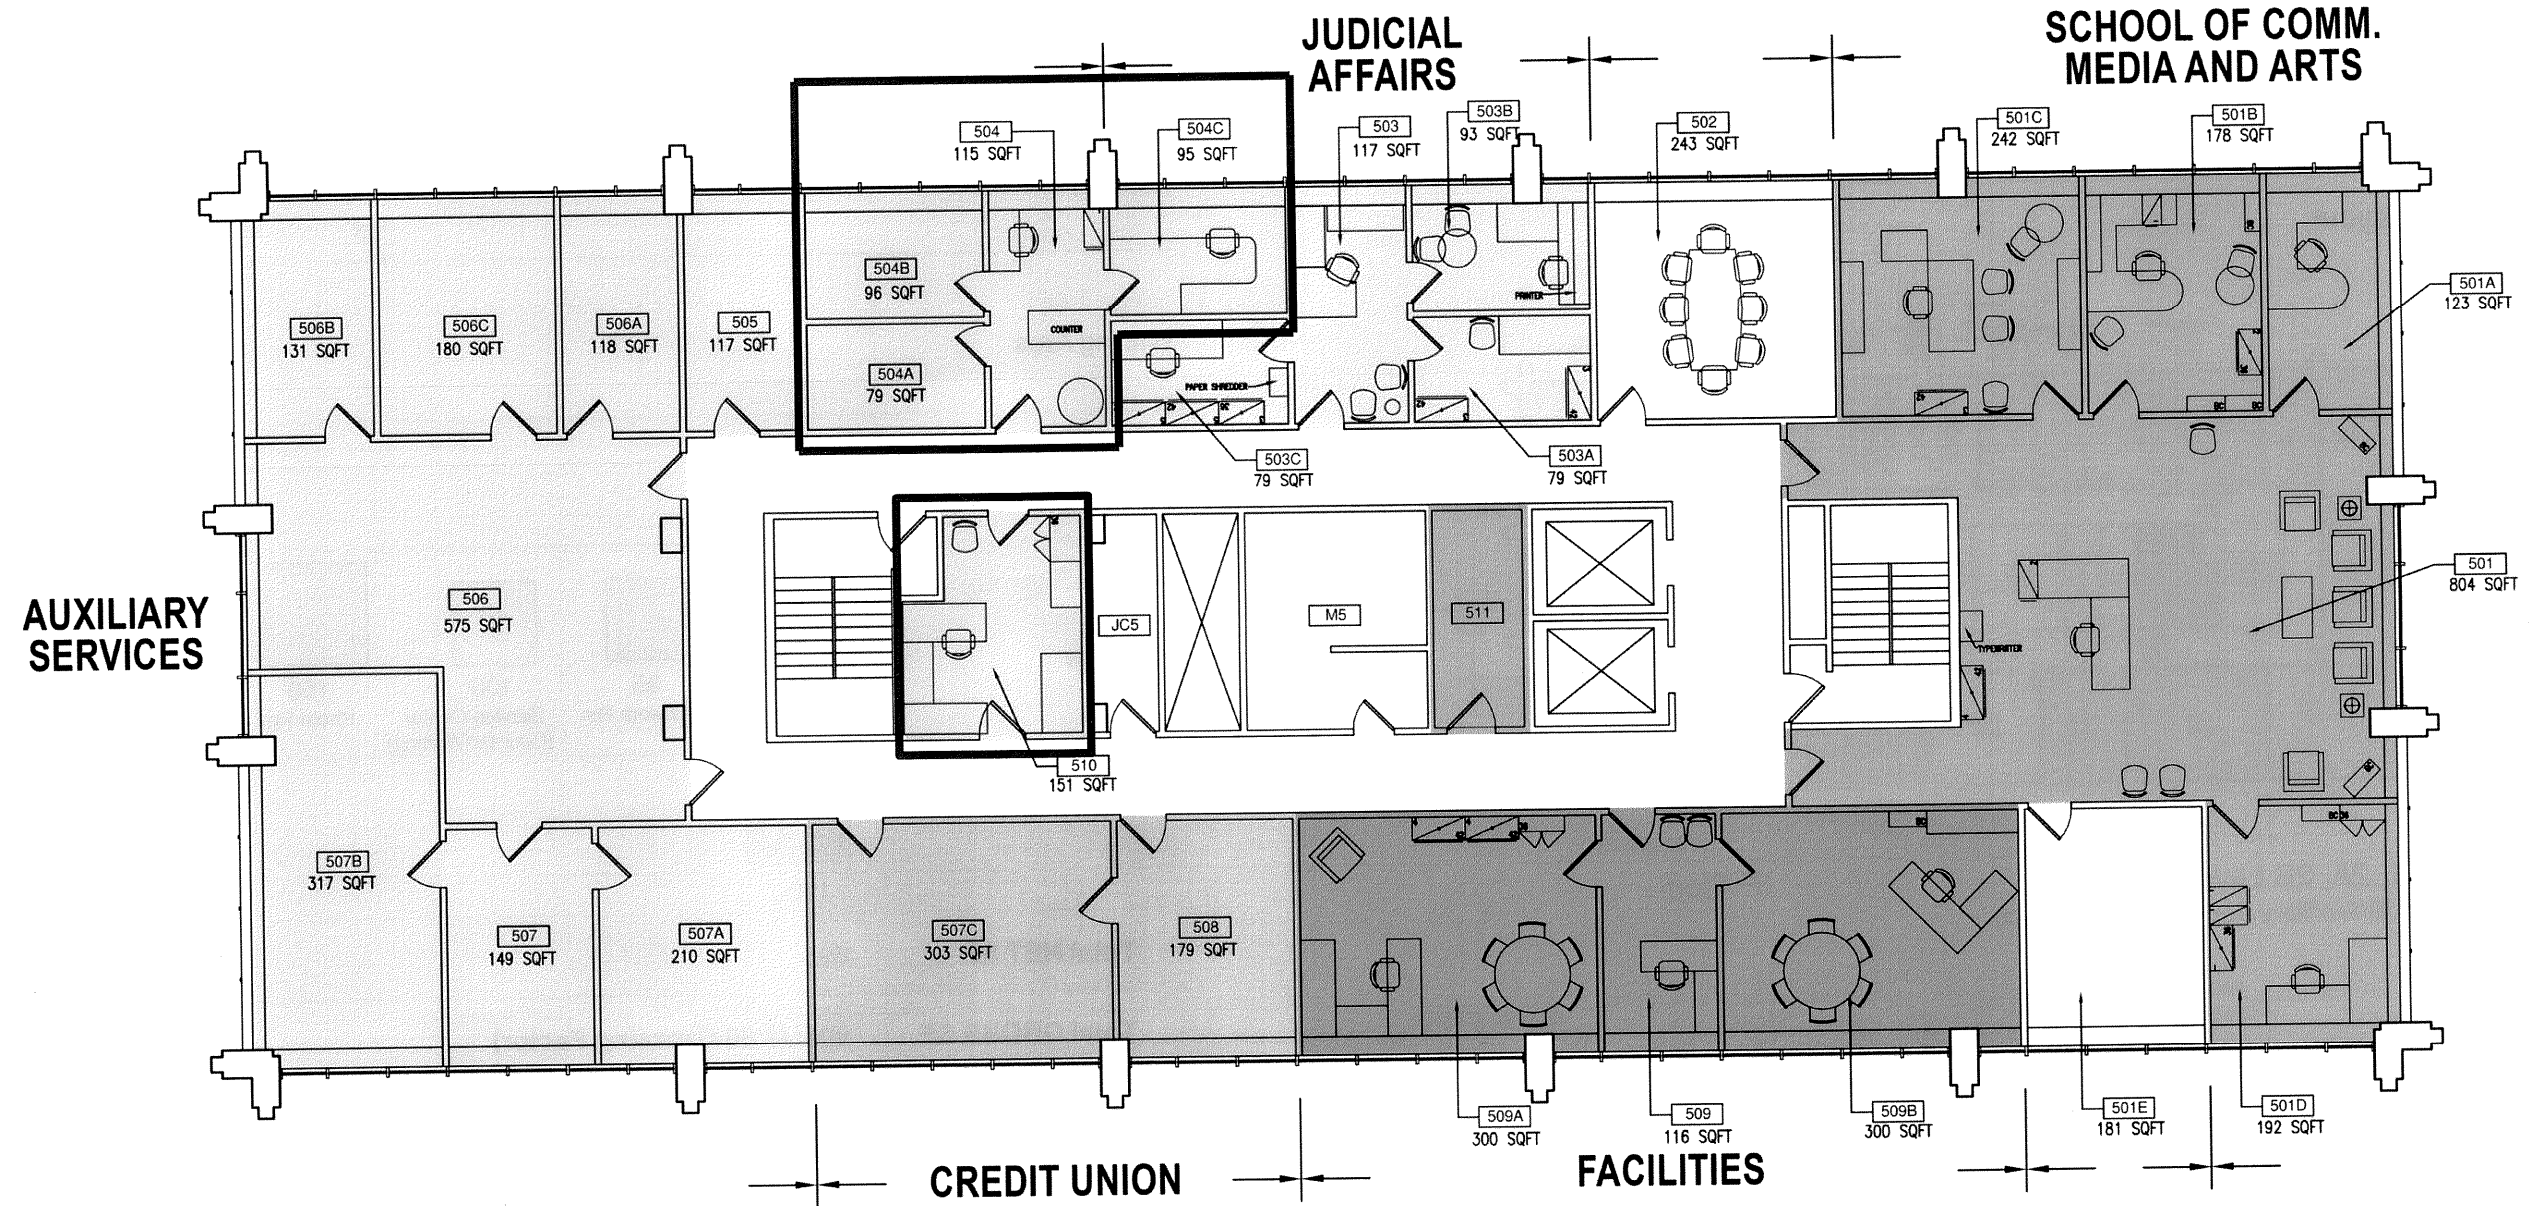 JUDICIAL
AFFAIRS
SCHOOL OF COMM.
MEDIA AND ARTS
504
115 SQFT
504C
95 SQFT
503
117 SQFT
503B
93 SQFT
502
243 SQFT
501C
242 SQFT
501B
178 SQFT
501A
123 SQFT
506B
131 SQFT
506C
180 SQFT
506A
118 SQFT
505
117 SQFT
504B
96 SQFT
504A
79 SQFT
COUNTER
PAPER SHREDDER
PRINTER
503C
79 SQFT
503A
79 SQFT
AUXILIARY
SERVICES
506
575 SQFT
JC5
M5
511
510
151 SQFT
TYPEWRITER
501
804 SQFT
507B
317 SQFT
507
149 SQFT
507A
210 SQFT
507C
303 SQFT
508
179 SQFT
509A
300 SQFT
509
116 SQFT
509B
300 SQFT
501E
181 SQFT
501D
192 SQFT
CREDIT UNION
FACILITIES